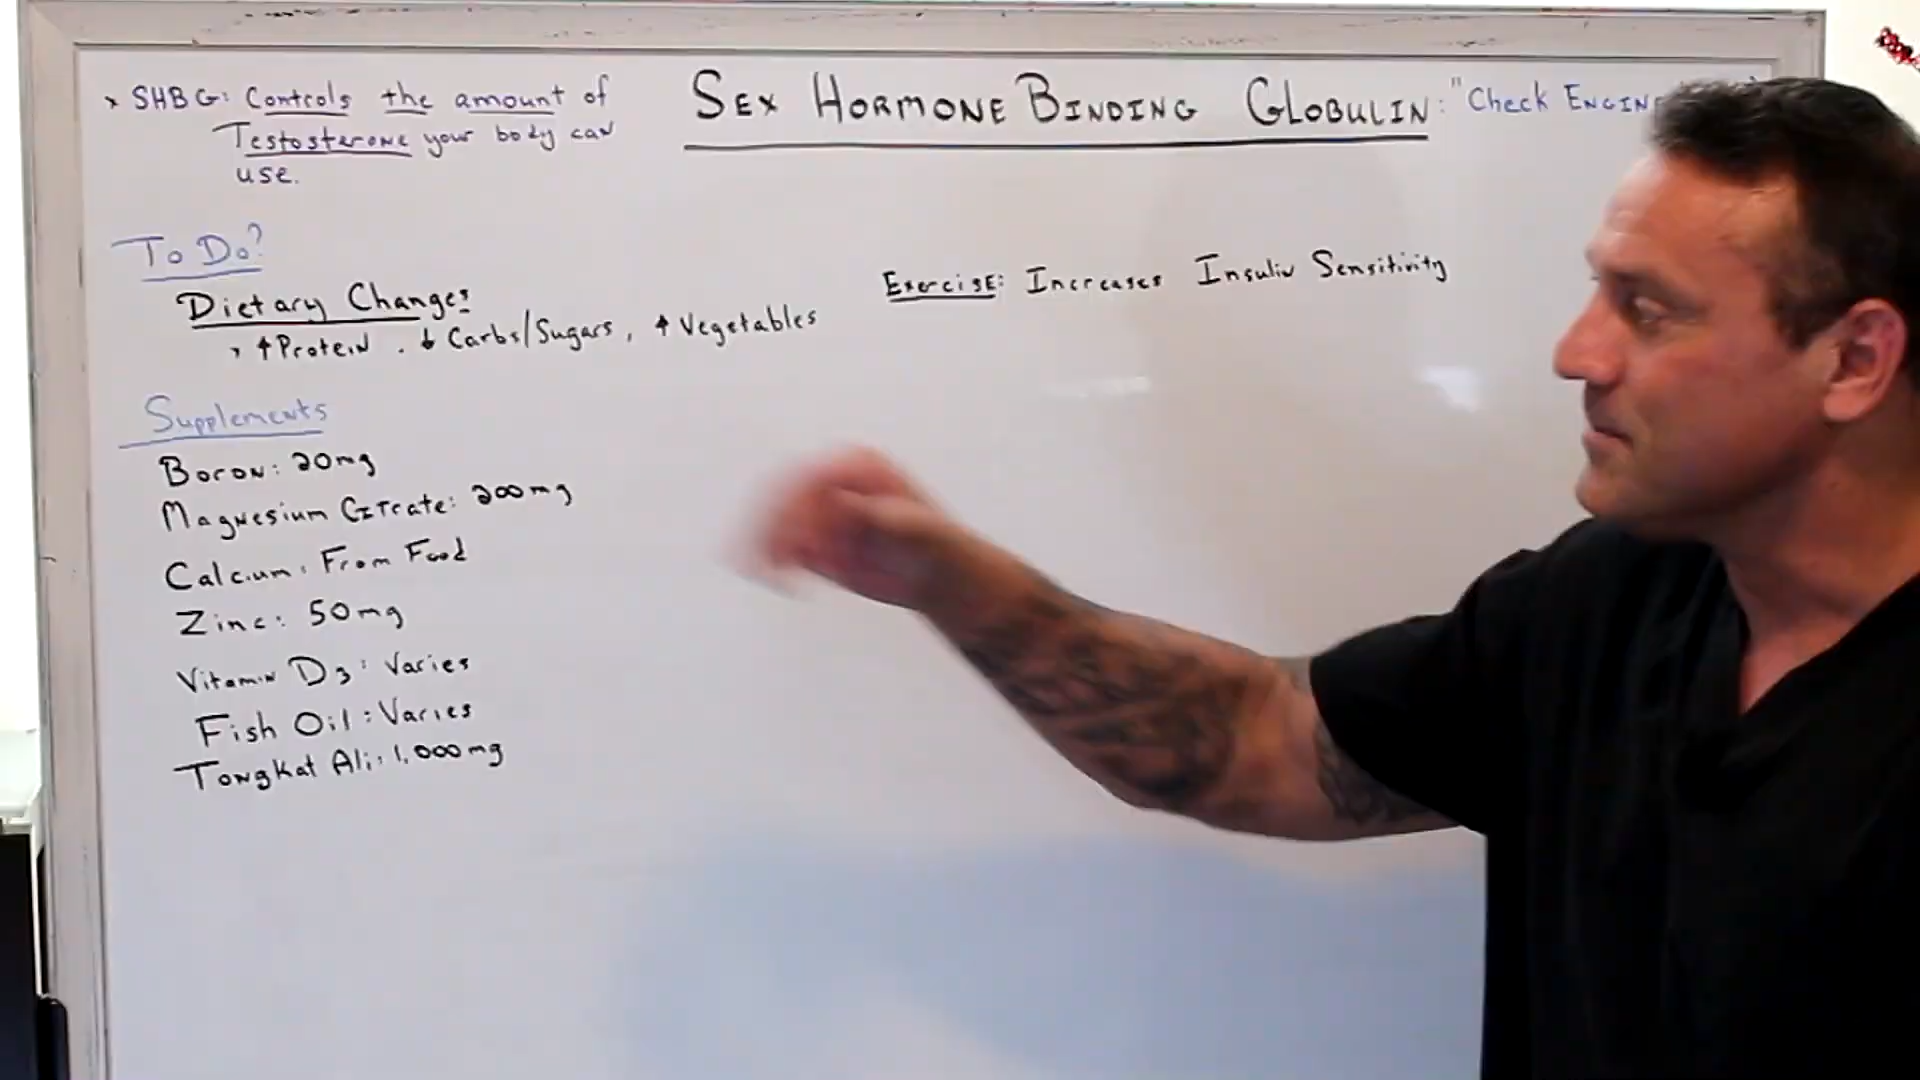 * SHBG: Controls the amount of
Testosterone your body can
use.
SEX HORMONE BINDING GLOBULIN: "Check ENGINE
To Do?
Dietary Changes
↑Protein . ↓ Carbs/Sugars, ↑ Vegetables
Exercise: Increases Insulin Sensitivity
Supplements
Boron: 20mg
Magnesium Citrate: 200mg
Calcium: From Food
Zinc: 50mg
Vitamin D3: Varies
Fish Oil: Varies
Tongkat Ali: 1,000mg